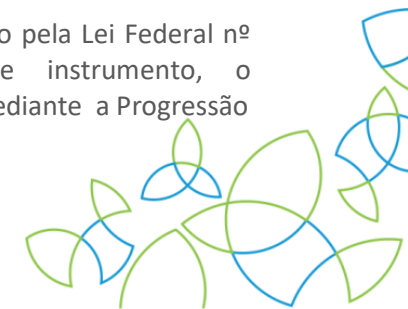 o pela Lei Federal nº
e instrumento, o
ediante a Progressão